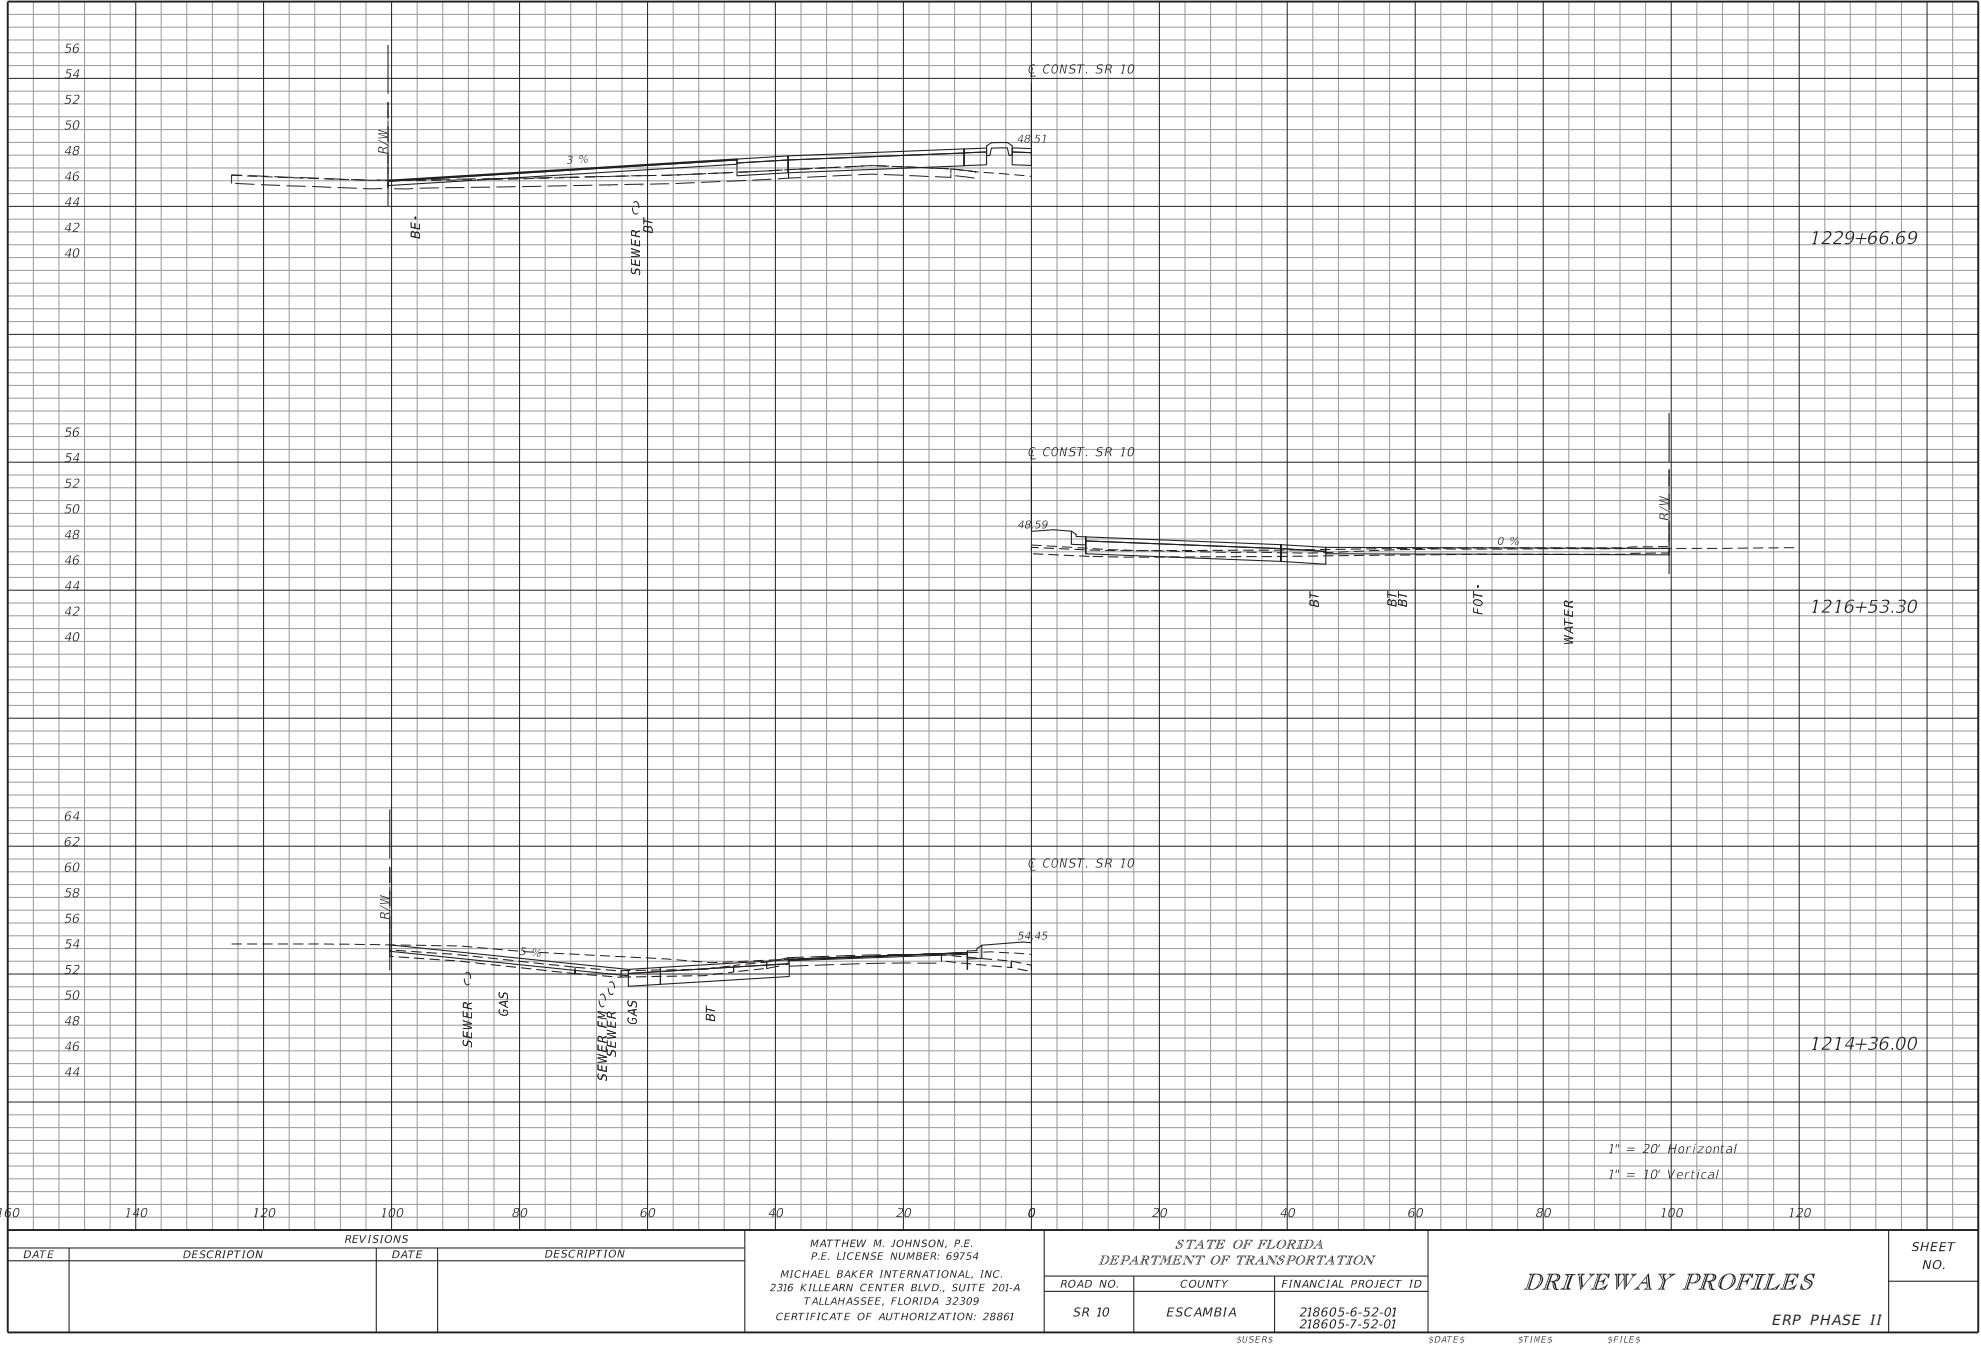 56
54
52
50
48
46
44
42
40
℄ CONST. SR 10
R/W
3 %
48.51
BE-
SEWER
BT
1229+66.69
56
54
52
50
48
46
44
42
40
℄ CONST. SR 10
48.59
R/W
0 %
BT
BT
BT
FOT-
WATER
1216+53.30
64
62
60
58
56
54
52
50
48
46
44
℄ CONST. SR 10
R/W
5 %
54.45
SEWER
GAS
SEWER FM
SEWER
GAS
BT
1214+36.00
1" = 20' Horizontal
1" = 10' Vertical
160 140 120 100 80 60 40 20 0 20 40 60 80 100 120
REVISIONS
DATE DESCRIPTION DATE DESCRIPTION
MATTHEW M. JOHNSON, P.E.
P.E. LICENSE NUMBER: 69754
MICHAEL BAKER INTERNATIONAL, INC.
2316 KILLEARN CENTER BLVD., SUITE 201-A
TALLAHASSEE, FLORIDA 32309
CERTIFICATE OF AUTHORIZATION: 28861
STATE OF FLORIDA
DEPARTMENT OF TRANSPORTATION
ROAD NO. COUNTY FINANCIAL PROJECT ID
SR 10 ESCAMBIA 218605-6-52-01
218605-7-52-01
DRIVEWAY PROFILES
ERP PHASE II
SHEET
NO.
$USER$ $DATE$ $TIME$ $FILE$